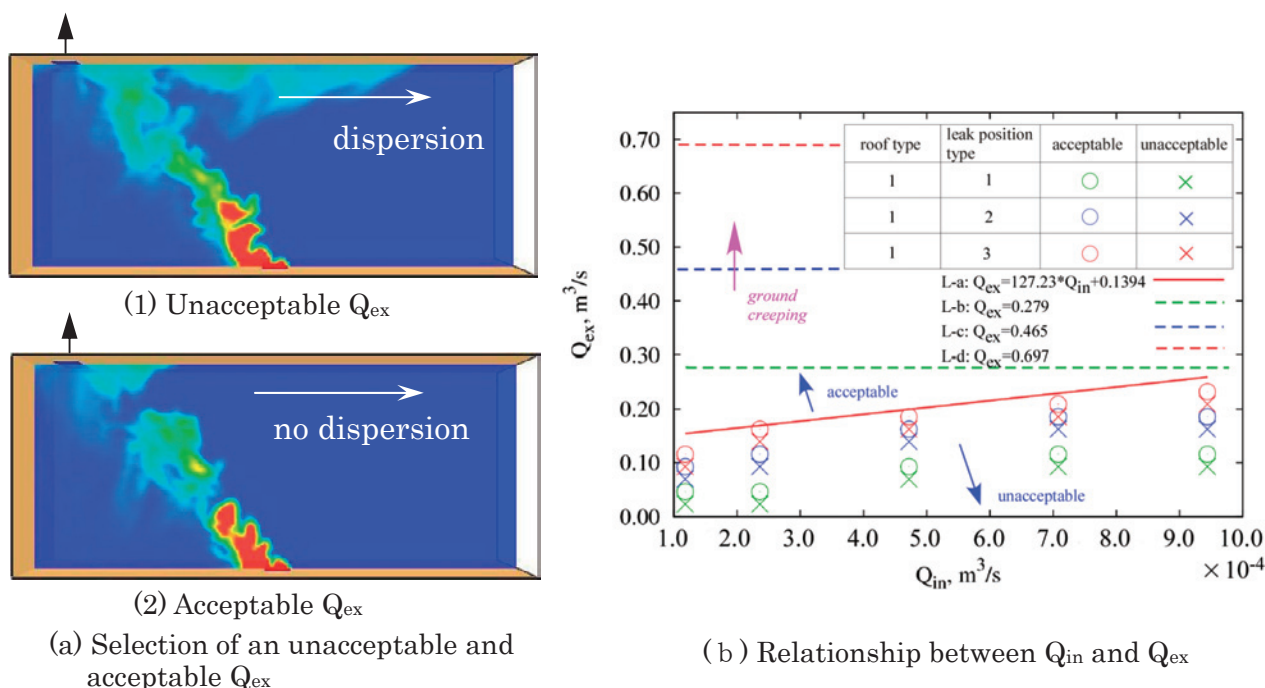 dispersion
(1) Unacceptable Qex
no dispersion
(2) Acceptable Qex
(a) Selection of an unacceptable and
acceptable Qex
0.70
0.60
0.50
0.40
0.30
0.20
0.10
0.00
Qex, m3/s
roof type leak position type acceptable unacceptable
1 1
1 2
1 3
ground
creeping
L-a: Qex=127.23*Qin+0.1394
L-b: Qex=0.279
L-c: Qex=0.465
L-d: Qex=0.697
acceptable
unacceptable
1.0 2.0 3.0 4.0 5.0 6.0 7.0 8.0 9.0 10.0
Qin, m3/s
× 10-4
(b) Relationship between Qin and Qex